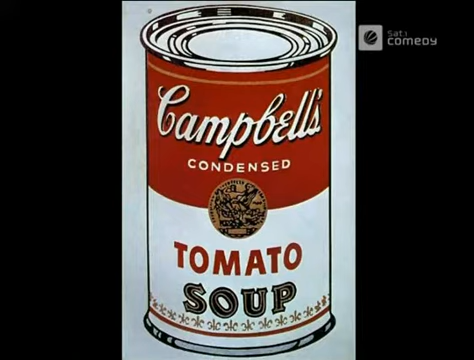 Sat.1
comedy
Campbell's
CONDENSED
TOMATO
SOUP